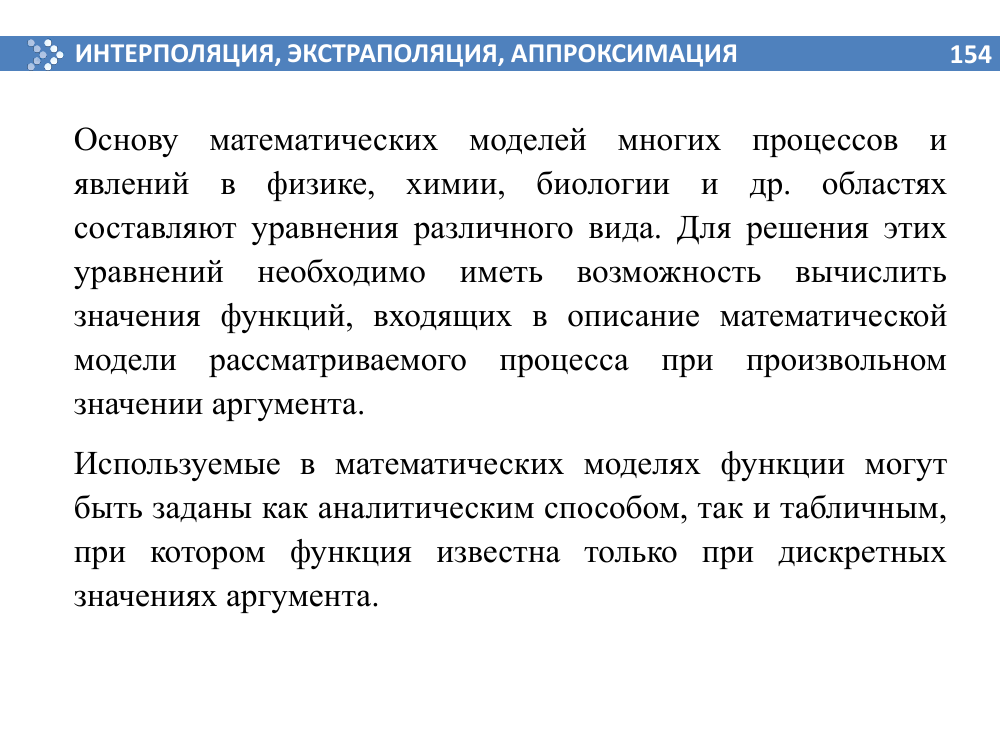 ИНТЕРПОЛЯЦИЯ, ЭКСТРАПОЛЯЦИЯ, АППРОКСИМАЦИЯ 154
Основу математических моделей многих процессов и
явлений в физике, химии, биологии и др. областях
составляют уравнения различного вида. Для решения этих
уравнений необходимо иметь возможность вычислить
значения функций, входящих в описание математической
модели рассматриваемого процесса при произвольном
значении аргумента.
Используемые в математических моделях функции могут
быть заданы как аналитическим способом, так и табличным,
при котором функция известна только при дискретных
значениях аргумента.